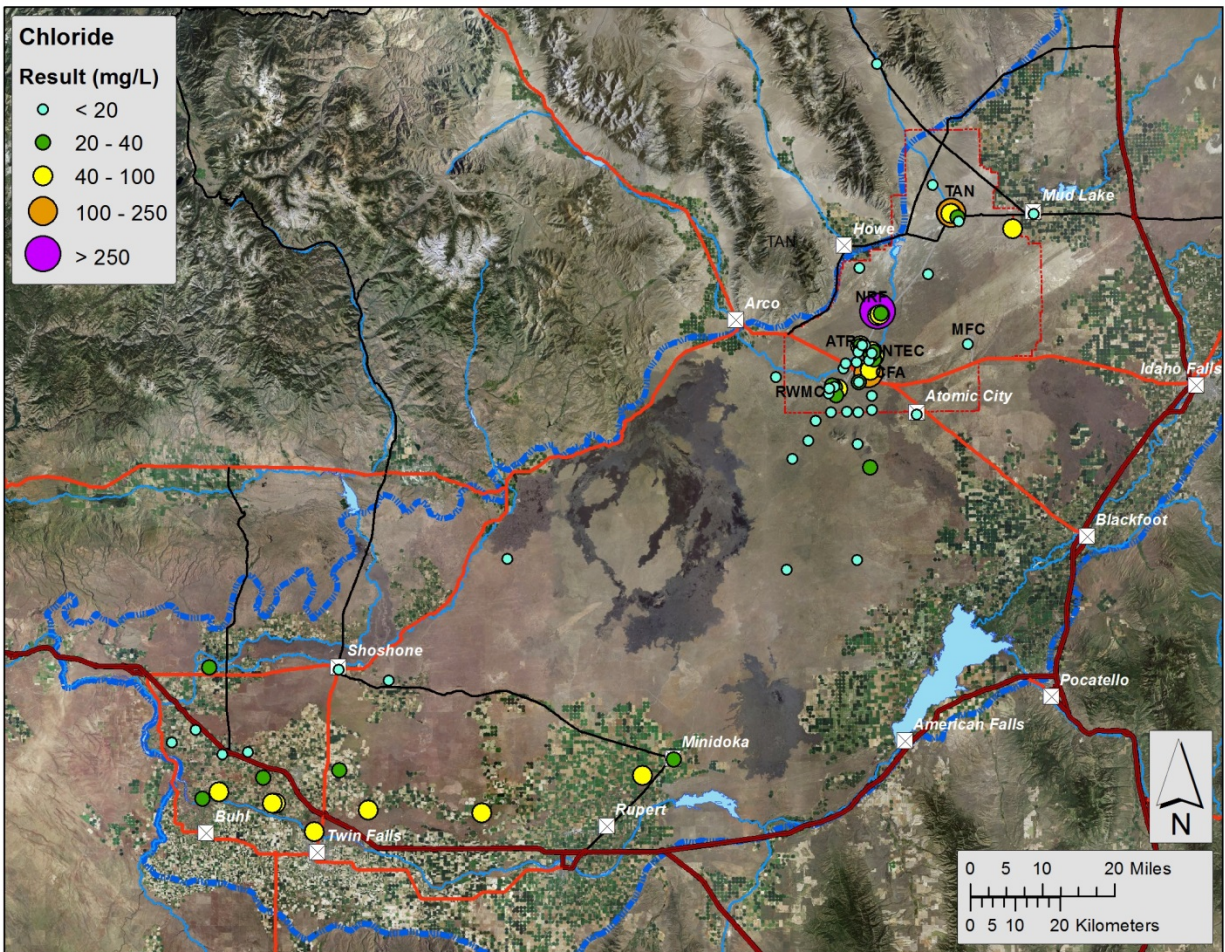 Chloride
Result (mg/L)
< 20
20 - 40
40 - 100
100 - 250
> 250
TAN
Mud Lake
Howe
TAN
NRF
Arco
ATR
NTEC
MFC
CFA
Idaho Falls
RWMC
Atomic City
Blackfoot
Shoshone
Pocatello
American Falls
Minidoka
Rupert
Buhl
Twin Falls
N
0 5 10 20 Miles
0 5 10 20 Kilometers